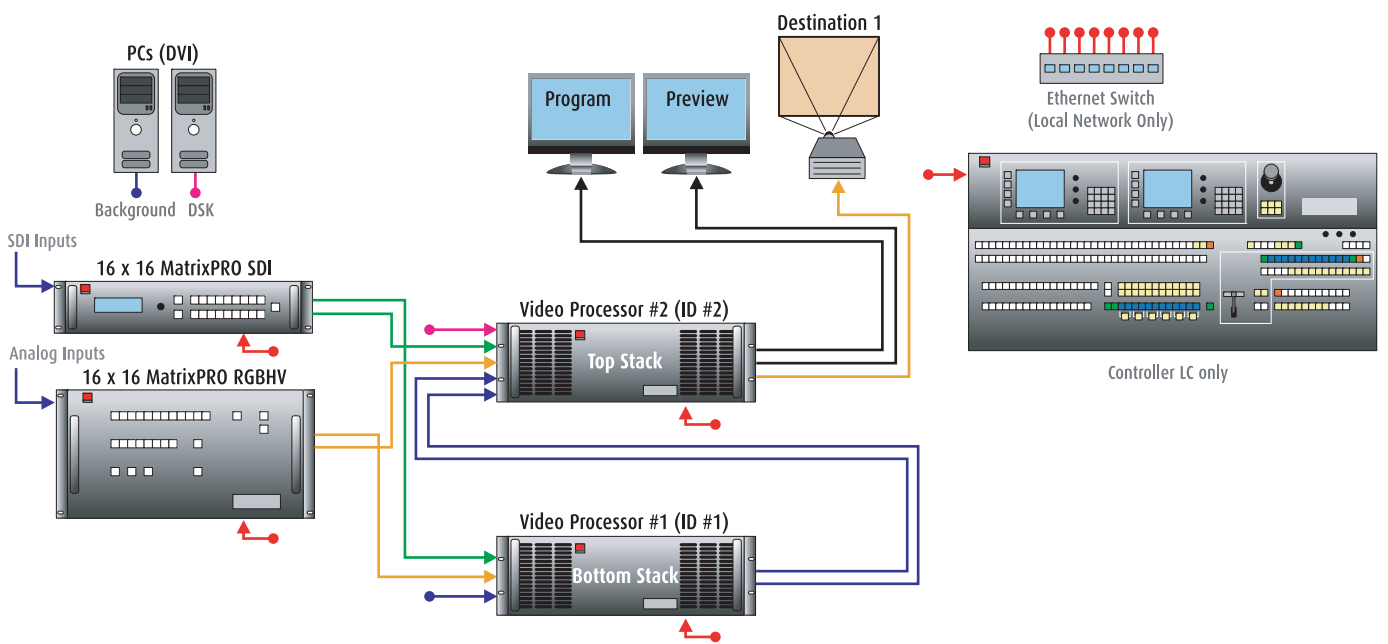 PCs (DVI)
Background
DSK
SDI Inputs
16 x 16 MatrixPRO SDI
Analog Inputs
16 x 16 MatrixPRO RGBHV
Program
Preview
Destination 1
Video Processor #2 (ID #2)
Top Stack
Video Processor #1 (ID #1)
Bottom Stack
Ethernet Switch
(Local Network Only)
Controller LC only